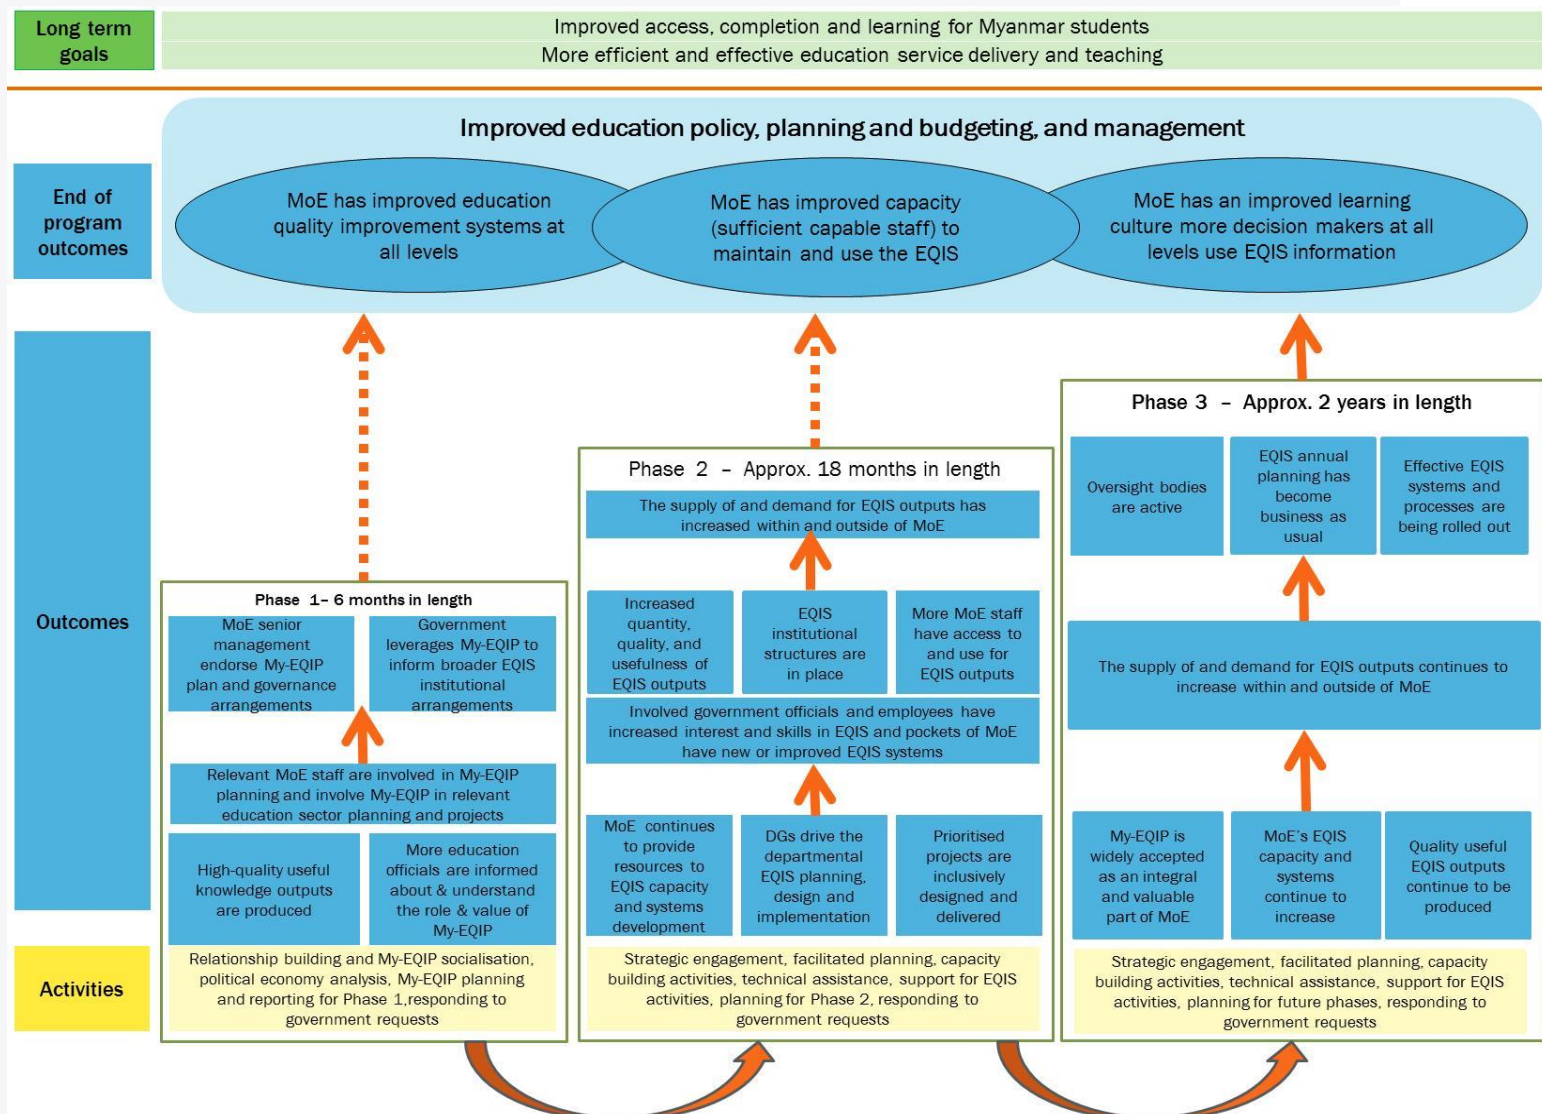 Long term
goals
Improved access, completion and learning for Myanmar students
More efficient and effective education service delivery and teaching
Improved education policy, planning and budgeting, and management
End of
program
outcomes
MoE has improved education
quality improvement systems at
all levels
MoE has improved capacity
(sufficient capable staff) to
maintain and use the EQIS
MoE has an improved learning
culture more decision makers at all
levels use EQIS information
Outcomes
Phase 1– 6 months in length
MoE senior
management
endorse My-EQIP
plan and governance
arrangements
Government
leverages My-EQIP to
inform broader EQIS
institutional
arrangements
Relevant MoE staff are involved in My-EQIP
planning and involve My-EQIP in relevant
education sector planning and projects
High-quality useful
knowledge outputs
are produced
More education
officials are informed
about & understand
the role & value of
My-EQIP
Phase 2 – Approx. 18 months in length
The supply of and demand for EQIS outputs has
increased within and outside of MoE
Increased
quantity,
quality, and
usefulness of
EQIS outputs
EQIS
institutional
structures are
in place
More MoE staff
have access to
and use for
EQIS outputs
Involved government officials and employees have
increased interest and skills in EQIS and pockets of MoE
have new or improved EQIS systems
MoE continues
to provide
resources to
EQIS capacity
and systems
development
DGs drive the
departmental
EQIS planning,
design and
implementation
Prioritised
projects are
inclusively
designed and
delivered
Phase 3 – Approx. 2 years in length
Oversight bodies
are active
EQIS annual
planning has
become
business as
usual
Effective EQIS
systems and
processes are
being rolled out
The supply of and demand for EQIS outputs continues to
increase within and outside of MoE
My-EQIP is
widely accepted
as an integral
and valuable
part of MoE
MoE's EQIS
capacity and
systems
continue to
increase
Quality useful
EQIS outputs
continue to be
produced
Activities
Relationship building and My-EQIP socialisation,
political economy analysis, My-EQIP planning
and reporting for Phase 1,responding to
government requests
Strategic engagement, facilitated planning, capacity
building activities, technical assistance, support for EQIS
activities, planning for Phase 2, responding to
government requests
Strategic engagement, facilitated planning, capacity
building activities, technical assistance, support for EQIS
activities, planning for future phases, responding to
government requests